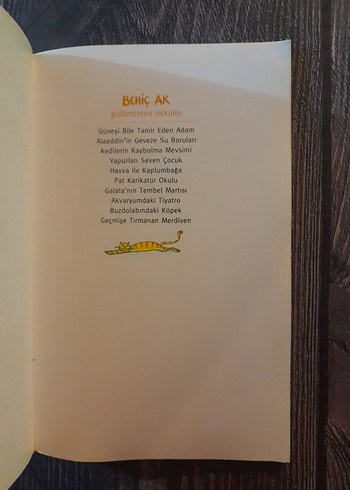 BEHİÇ AK
gülümseten öyküler
Güneşi Bile Tamir Eden Adam
Alaaddin'in Geveze Su Boruları
Kedilerin Kaybolma Mevsimi
Vapurları Seven Çocuk
Havva ile Kaplumbağa
Pat Karikatür Okulu
Galata'nın Tembel Martısı
Akvaryumdaki Tiyatro
Buzdolabındaki Köpek
Geçmişe Tırmanan Merdiven